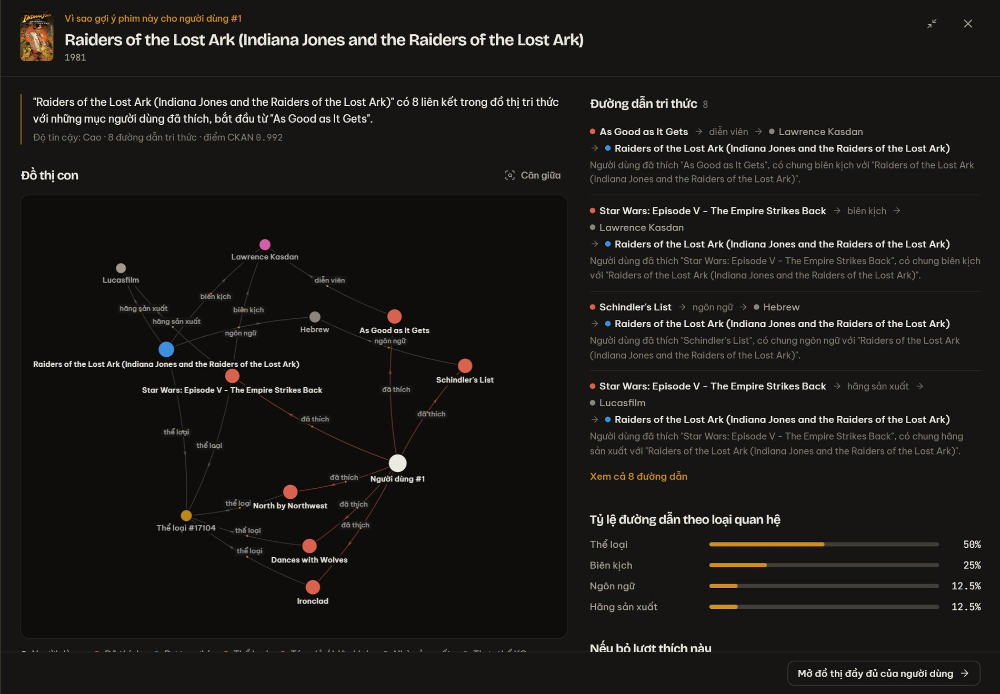 Vì sao gợi ý phim này cho người dùng #1
Raiders of the Lost Ark (Indiana Jones and the Raiders of the Lost Ark)
1981
"Raiders of the Lost Ark (Indiana Jones and the Raiders of the Lost Ark)" có 8 liên kết trong đồ thị tri thức
với những mục người dùng đã thích, bắt đầu từ "As Good as It Gets".
Độ tin cậy: Cao · 8 đường dẫn tri thức · điểm CKAN 0.992
Đồ thị con
Căn giữa
Lawrence Kasdan
Lucasfilm
diễn viên
biên kịch
hãng sản xuất
biên kịch
hãng sản xuất
Hebrew
As Good as It Gets
ngôn ngữ
ngôn ngữ
Raiders of the Lost Ark (Indiana Jones and the Raiders of the Lost Ark)
Schindler's List
Star Wars: Episode V - The Empire Strikes Back
đã thích
đã thích
đã thích
thể loại
thể loại
đã thích
Người dùng #1
thể loại
North by Northwest
đã thích
đã thích
Thể loại #17104
thể loại
thể loại
Dances with Wolves
Ironclad
Đường dẫn tri thức 8
As Good as It Gets → diễn viên → Lawrence Kasdan
→ Raiders of the Lost Ark (Indiana Jones and the Raiders of the Lost Ark)
Người dùng đã thích "As Good as It Gets", có chung biên kịch với "Raiders of the Lost Ark
(Indiana Jones and the Raiders of the Lost Ark)".
Star Wars: Episode V - The Empire Strikes Back → biên kịch →
Lawrence Kasdan
→ Raiders of the Lost Ark (Indiana Jones and the Raiders of the Lost Ark)
Người dùng đã thích "Star Wars: Episode V - The Empire Strikes Back", có chung biên kịch
với "Raiders of the Lost Ark (Indiana Jones and the Raiders of the Lost Ark)".
Schindler's List → ngôn ngữ → Hebrew
→ Raiders of the Lost Ark (Indiana Jones and the Raiders of the Lost Ark)
Người dùng đã thích "Schindler's List", có chung ngôn ngữ với "Raiders of the Lost Ark
(Indiana Jones and the Raiders of the Lost Ark)".
Star Wars: Episode V - The Empire Strikes Back → hãng sản xuất →
Lucasfilm
→ Raiders of the Lost Ark (Indiana Jones and the Raiders of the Lost Ark)
Người dùng đã thích "Star Wars: Episode V - The Empire Strikes Back", có chung hãng
sản xuất với "Raiders of the Lost Ark (Indiana Jones and the Raiders of the Lost Ark)".
Xem cả 8 đường dẫn
Tỷ lệ đường dẫn theo loại quan hệ
Thể loại 50%
Biên kịch 25%
Ngôn ngữ 12.5%
Hãng sản xuất 12.5%
Nếu bỏ lượt thích này
Mở đồ thị đầy đủ của người dùng →